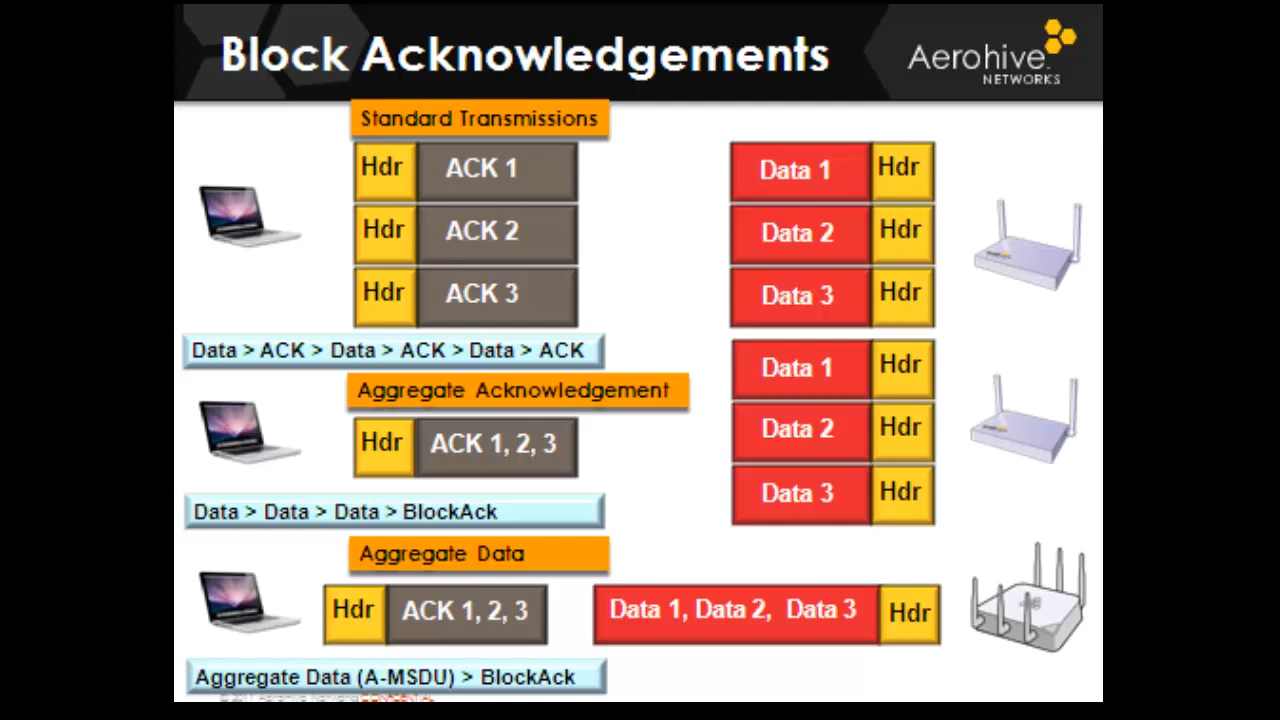 Block Acknowledgements
Aerohive
NETWORKS
Standard Transmissions
Hdr ACK 1 Data 1 Hdr
Hdr ACK 2 Data 2 Hdr
Hdr ACK 3 Data 3 Hdr
Data > ACK > Data > ACK > Data > ACK
Data 1 Hdr
Aggregate Acknowledgement
Hdr ACK 1, 2, 3 Data 2 Hdr
Data 3 Hdr
Data > Data > Data > BlockAck
Aggregate Data
Hdr ACK 1, 2, 3 Data 1, Data 2, Data 3 Hdr
Aggregate Data (A-MSDU) > BlockAck
CONFIDENTIAL